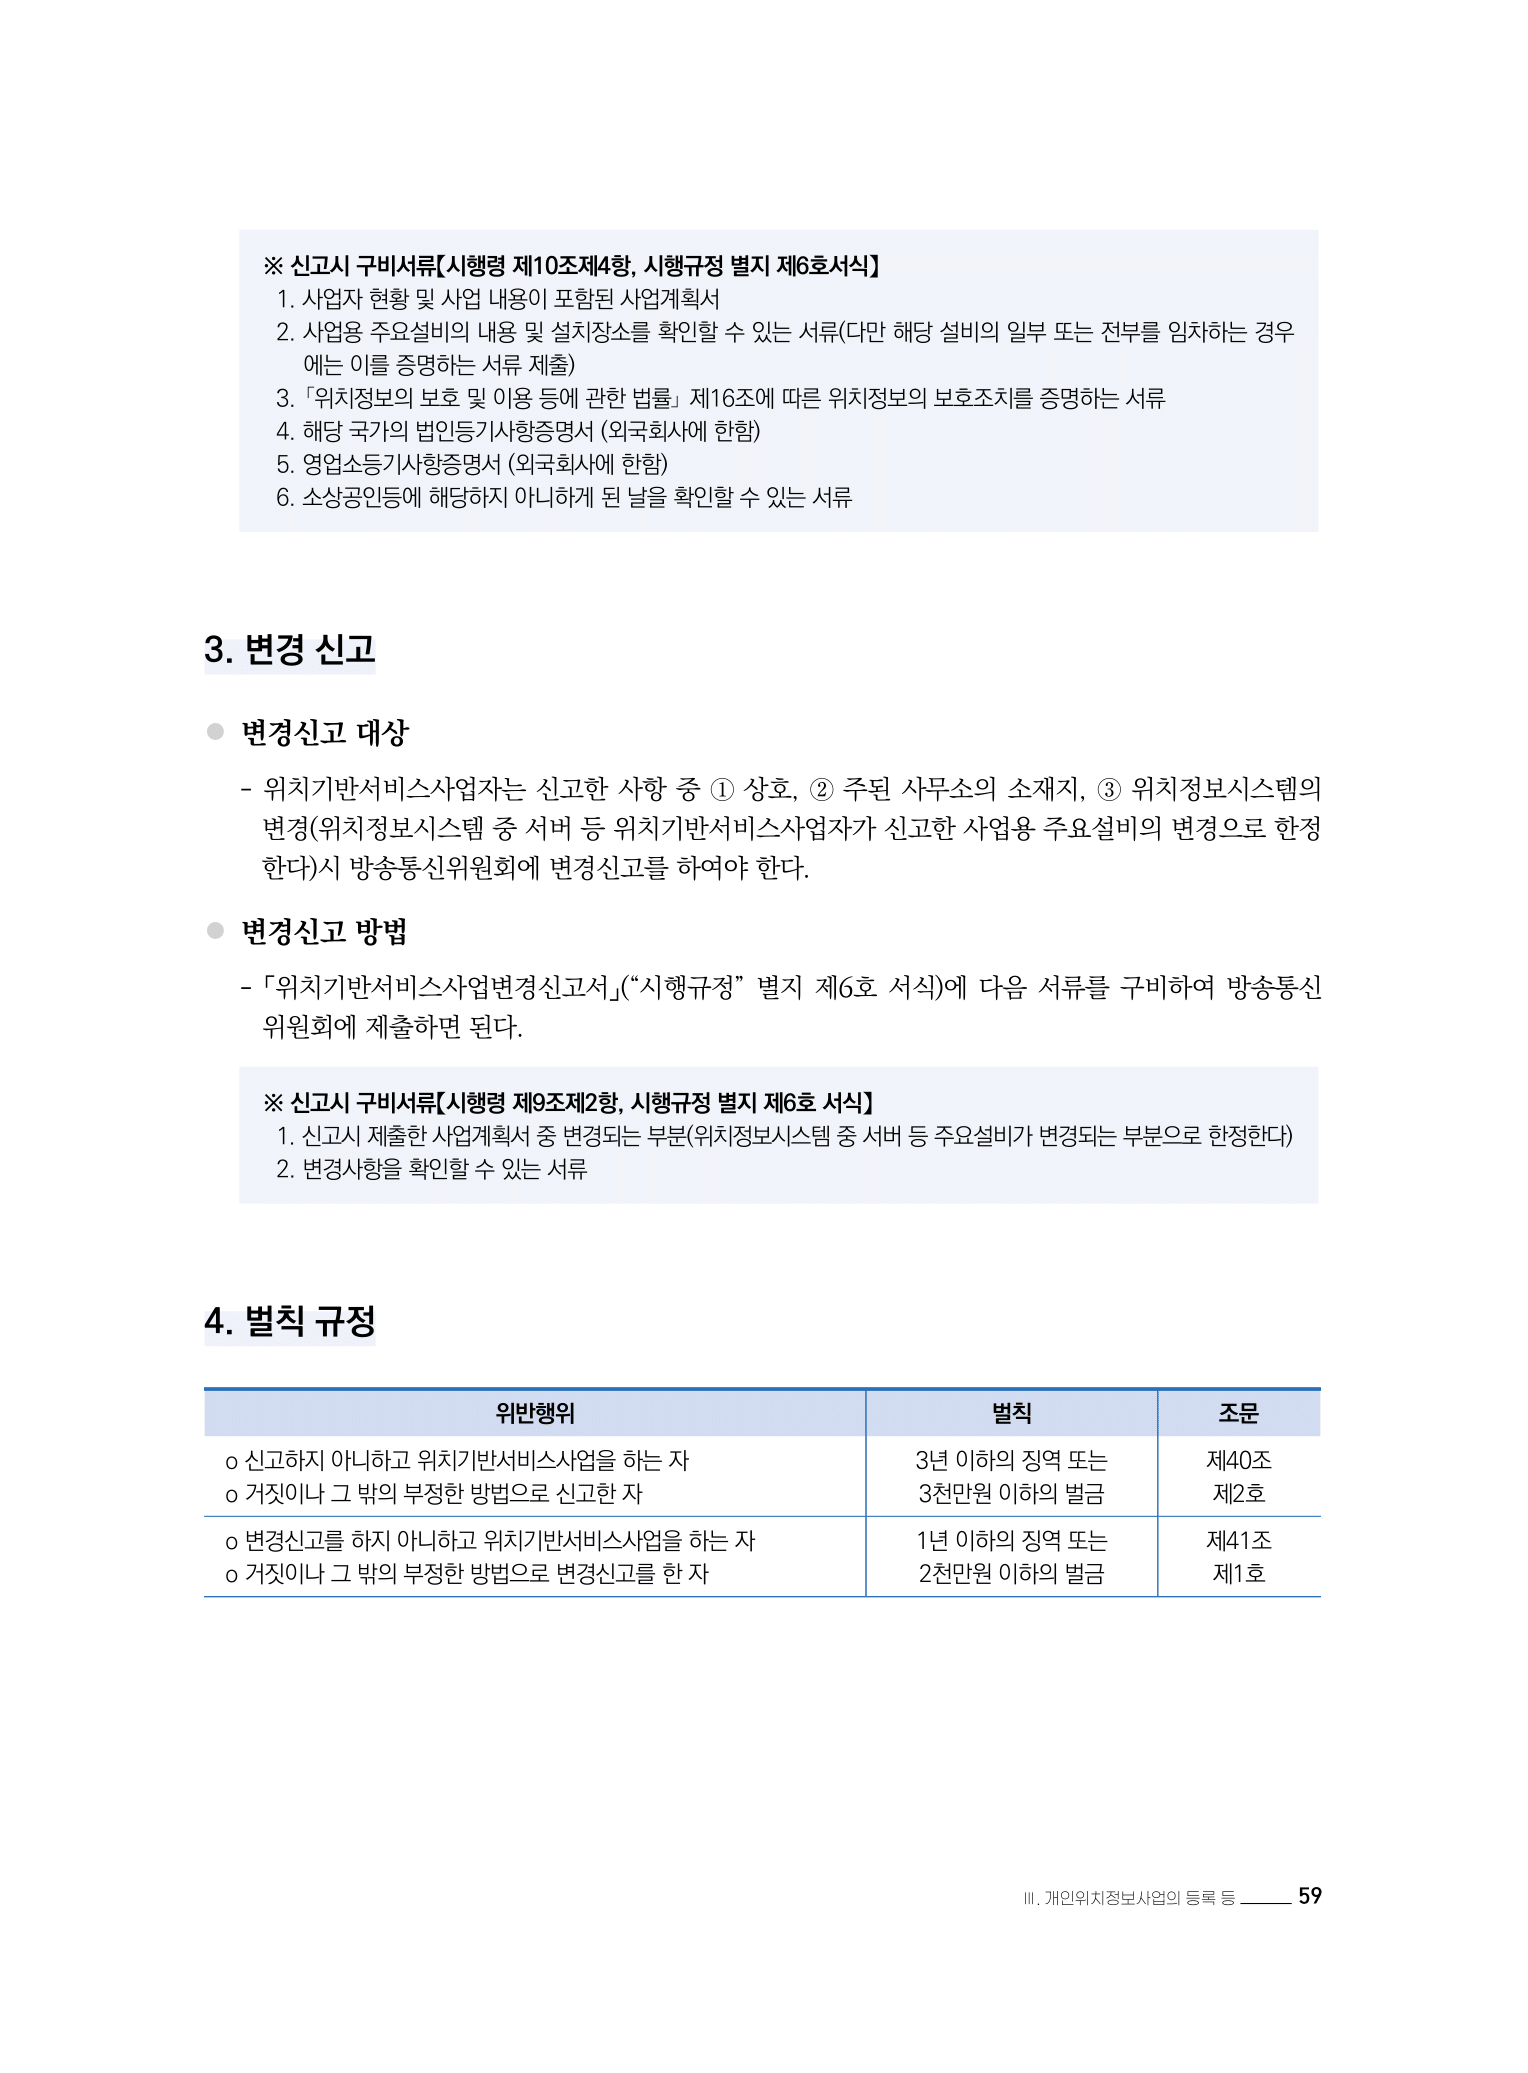 ※ 신고시 구비서류【시행령 제10조제4항, 시행규정 별지 제6호서식】
1. 사업자 현황 및 사업 내용이 포함된 사업계획서
2. 사업용 주요설비의 내용 및 설치장소를 확인할 수 있는 서류(다만 해당 설비의 일부 또는 전부를 임차하는 경우
에는 이를 증명하는 서류 제출)
3. 「위치정보의 보호 및 이용 등에 관한 법률」 제16조에 따른 위치정보의 보호조치를 증명하는 서류
4. 해당 국가의 법인등기사항증명서 (외국회사에 한함)
5. 영업소등기사항증명서 (외국회사에 한함)
6. 소상공인등에 해당하지 아니하게 된 날을 확인할 수 있는 서류
3. 변경 신고
● 변경신고 대상
- 위치기반서비스사업자는 신고한 사항 중 ① 상호, ② 주된 사무소의 소재지, ③ 위치정보시스템의
변경(위치정보시스템 중 서버 등 위치기반서비스사업자가 신고한 사업용 주요설비의 변경으로 한정
한다)시 방송통신위원회에 변경신고를 하여야 한다.
● 변경신고 방법
- 「위치기반서비스사업변경신고서」(“시행규정” 별지 제6호 서식)에 다음 서류를 구비하여 방송통신
위원회에 제출하면 된다.
※ 신고시 구비서류【시행령 제9조제2항, 시행규정 별지 제6호 서식】
1. 신고시 제출한 사업계획서 중 변경되는 부분(위치정보시스템 중 서버 등 주요설비가 변경되는 부분으로 한정한다)
2. 변경사항을 확인할 수 있는 서류
4. 벌칙 규정
위반행위 벌칙 조문
o 신고하지 아니하고 위치기반서비스사업을 하는 자 3년 이하의 징역 또는 제40조
o 거짓이나 그 밖의 부정한 방법으로 신고한 자 3천만원 이하의 벌금 제2호
o 변경신고를 하지 아니하고 위치기반서비스사업을 하는 자 1년 이하의 징역 또는 제41조
o 거짓이나 그 밖의 부정한 방법으로 변경신고를 한 자 2천만원 이하의 벌금 제1호
Ⅲ. 개인위치정보사업의 등록 등 59